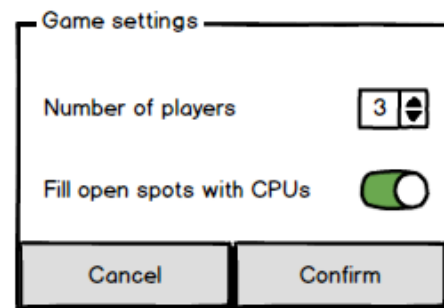 Game settings
Number of players 3
Fill open spots with CPUs
Cancel Confirm